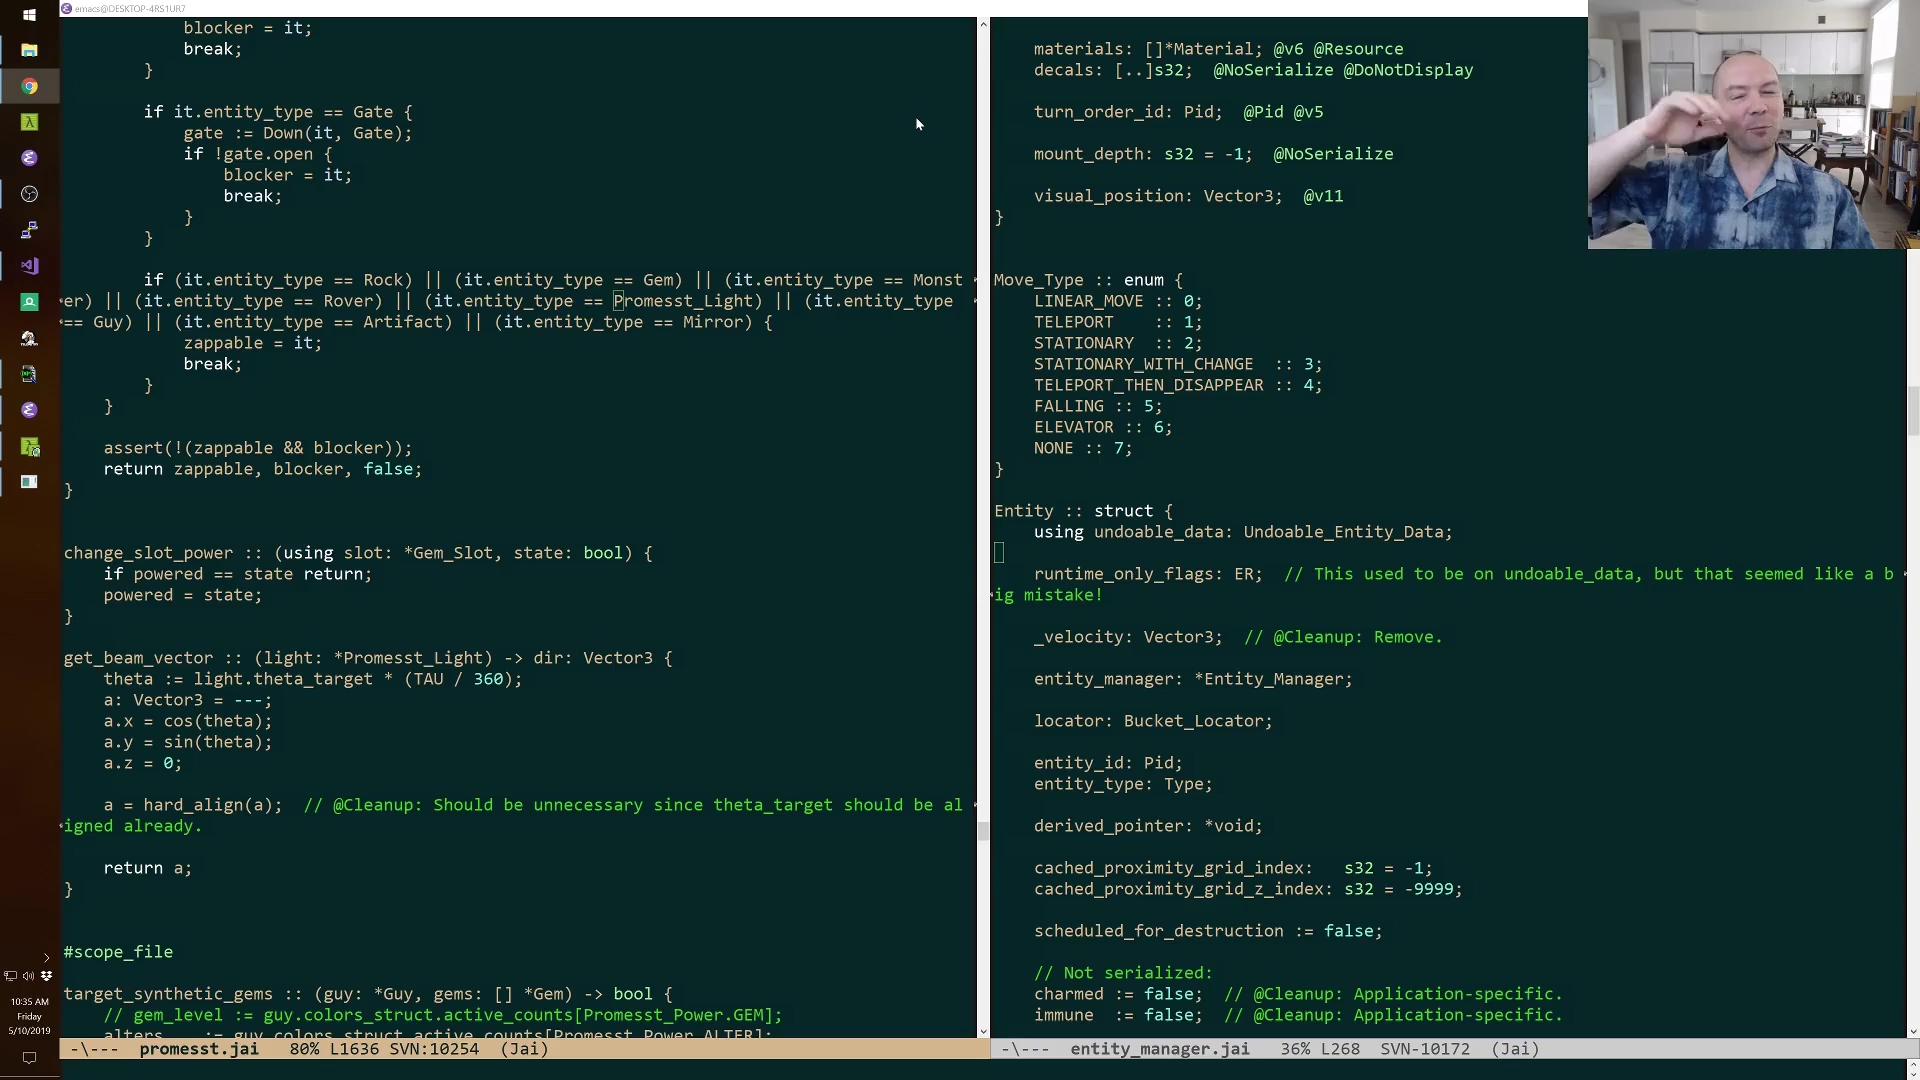 emacs@DESKTOP-4RS1UR7
blocker = it;
break;
}
if it.entity_type == Gate {
gate := Down(it, Gate);
if !gate.open {
blocker = it;
break;
}
}
if (it.entity_type == Rock) || (it.entity_type == Gem) || (it.entity_type == Monst
er) || (it.entity_type == Rover) || (it.entity_type == Promesst_Light) || (it.entity_type
== Guy) || (it.entity_type == Artifact) || (it.entity_type == Mirror) {
zappable = it;
break;
}
}
assert(!(zappable && blocker));
return zappable, blocker, false;
}
change_slot_power :: (using slot: *Gem_Slot, state: bool) {
if powered == state return;
powered = state;
}
get_beam_vector :: (light: *Promesst_Light) -> dir: Vector3 {
theta := light.theta_target * (TAU / 360);
a: Vector3 = ---;
a.x = cos(theta);
a.y = sin(theta);
a.z = 0;
a = hard_align(a);  // @Cleanup: Should be unnecessary since theta_target should be al
igned already.
return a;
}
#scope_file
target_synthetic_gems :: (guy: *Guy, gems: [] *Gem) -> bool {
// gem_level := guy.colors_struct.active_counts[Promesst_Power.GEM];
alters    := guy.colors_struct.active_counts[Promesst_Power.ALTER];
-\---  promesst.jai   80% L1636 SVN:10254  (Jai)
materials: []*Material; @v6 @Resource
decals: [..]s32;  @NoSerialize @DoNotDisplay
turn_order_id: Pid;  @Pid @v5
mount_depth: s32 = -1;  @NoSerialize
visual_position: Vector3;  @v11
}
Move_Type :: enum {
LINEAR_MOVE :: 0;
TELEPORT    :: 1;
STATIONARY  :: 2;
STATIONARY_WITH_CHANGE  :: 3;
TELEPORT_THEN_DISAPPEAR :: 4;
FALLING :: 5;
ELEVATOR :: 6;
NONE :: 7;
}
Entity :: struct {
using undoable_data: Undoable_Entity_Data;
runtime_only_flags: ER;  // This used to be on undoable_data, but that seemed like a b
ig mistake!
_velocity: Vector3;  // @Cleanup: Remove.
entity_manager: *Entity_Manager;
locator: Bucket_Locator;
entity_id: Pid;
entity_type: Type;
derived_pointer: *void;
cached_proximity_grid_index:   s32 = -1;
cached_proximity_grid_z_index: s32 = -9999;
scheduled_for_destruction := false;
// Not serialized:
charmed := false;  // @Cleanup: Application-specific.
immune  := false;  // @Cleanup: Application-specific.
-\---  entity_manager.jai   36% L268  SVN-10172  (Jai)
10:35 AM
Friday
5/10/2019